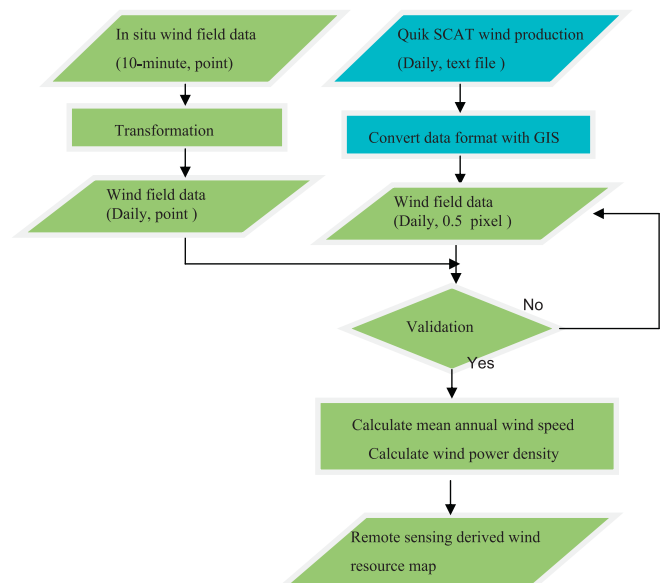 In situ wind field data
(10-minute, point)
Quik SCAT wind production
(Daily, text file )
Transformation
Convert data format with GIS
Wind field data
(Daily, point )
Wind field data
(Daily, 0.5 pixel )
No
Validation
Yes
Calculate mean annual wind speed
Calculate wind power density
Remote sensing derived wind
resource map